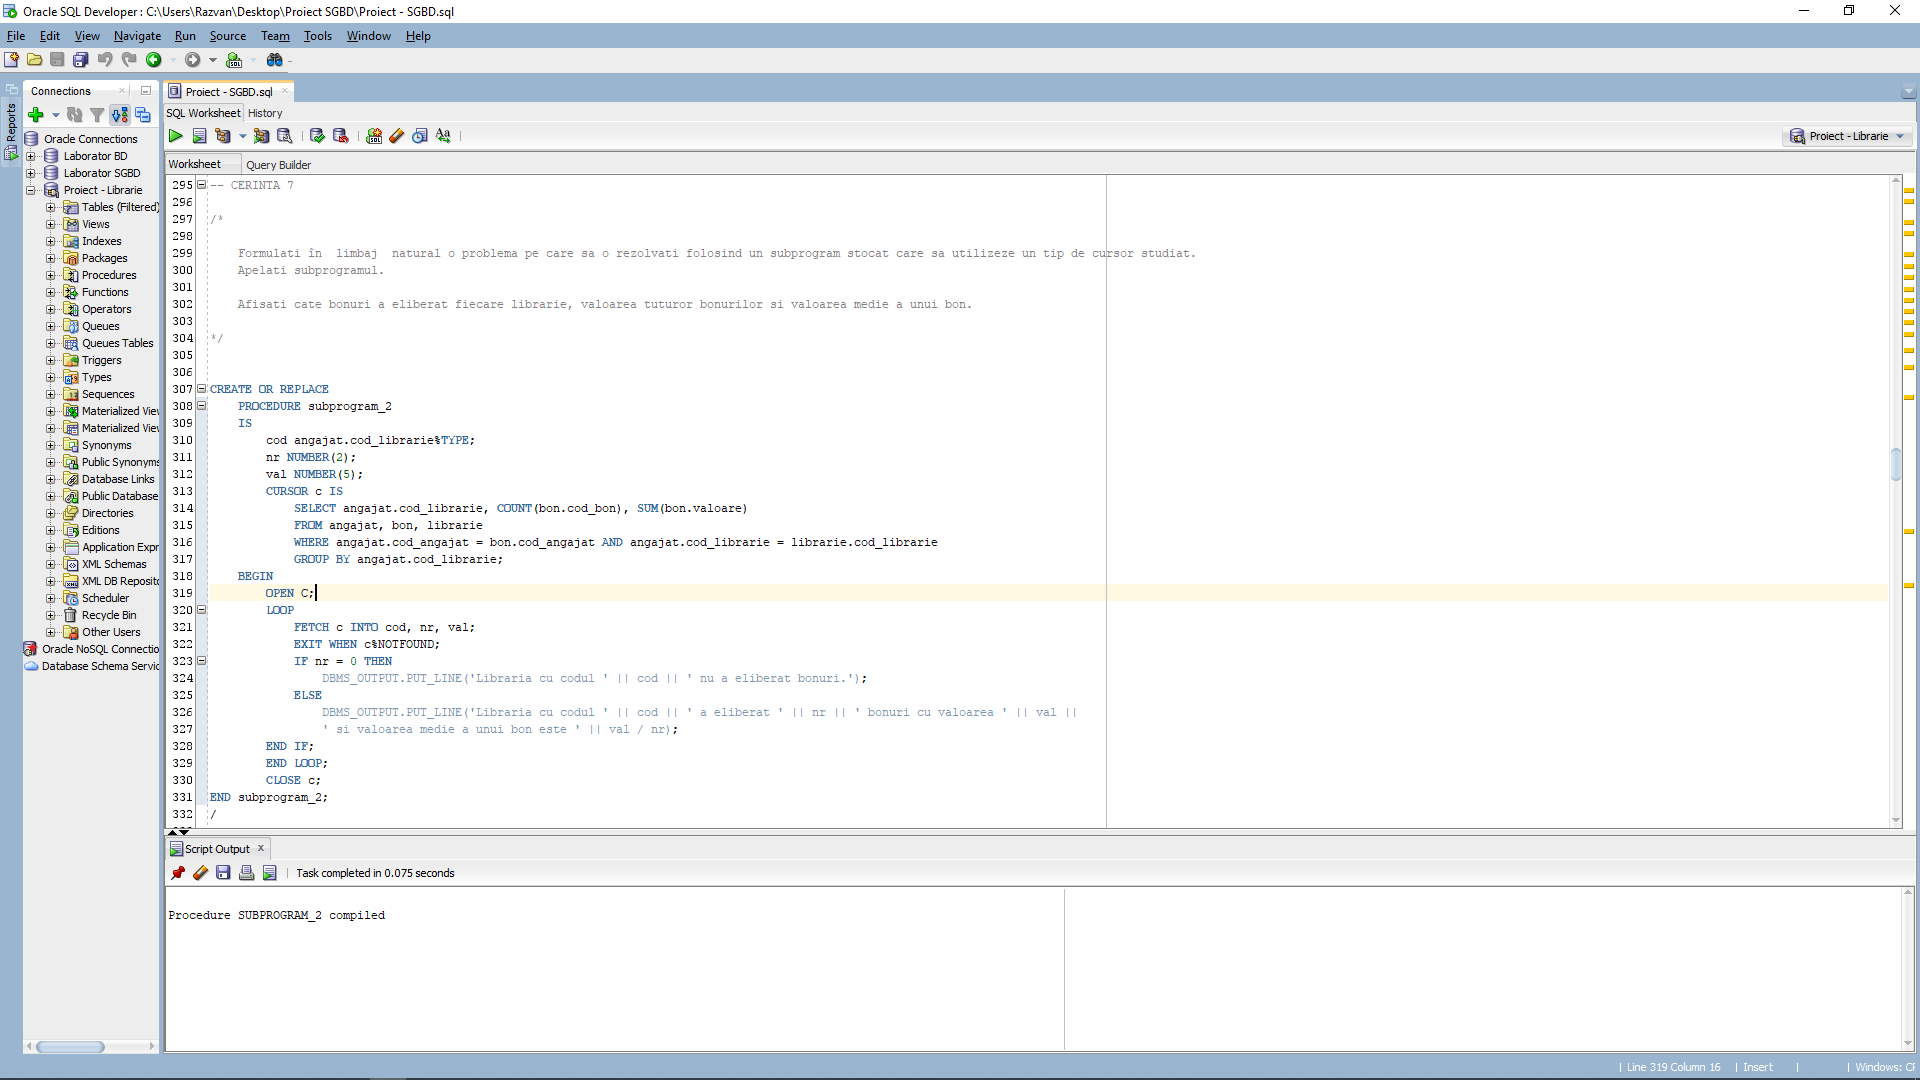 Oracle SQL Developer : C:\Users\Razvan\Desktop\Proiect SGBD\Proiect - SGBD.sql
File Edit View Navigate Run Source Team Tools Window Help
Reports
Connections
Oracle Connections
Laborator BD
Laborator SGBD
Proiect - Librarie
Tables (Filtered)
Views
Indexes
Packages
Procedures
Functions
Operators
Queues
Queues Tables
Triggers
Types
Sequences
Materialized Vie
Materialized Vie
Synonyms
Public Synonyms
Database Links
Public Database
Directories
Editions
Application Expr
XML Schemas
XML DB Reposito
Scheduler
Recycle Bin
Other Users
Oracle NoSQL Connectio
Database Schema Servic
Proiect - SGBD.sql
SQL Worksheet History
Proiect - Librarie
Worksheet Query Builder
295 -- CERINTA 7
296
297 /*
298
299 Formulati în limbaj natural o problema pe care sa o rezolvati folosind un subprogram stocat care sa utilizeze un tip de cursor studiat.
300 Apelati subprogramul.
301
302 Afisati cate bonuri a eliberat fiecare librarie, valoarea tuturor bonurilor si valoarea medie a unui bon.
303
304 */
305
306
307 CREATE OR REPLACE
308 PROCEDURE subprogram_2
309 IS
310 cod angajat.cod_librarie%TYPE;
311 nr NUMBER(2);
312 val NUMBER(5);
313 CURSOR c IS
314 SELECT angajat.cod_librarie, COUNT(bon.cod_bon), SUM(bon.valoare)
315 FROM angajat, bon, librarie
316 WHERE angajat.cod_angajat = bon.cod_angajat AND angajat.cod_librarie = librarie.cod_librarie
317 GROUP BY angajat.cod_librarie;
318 BEGIN
319 OPEN C;
320 LOOP
321 FETCH c INTO cod, nr, val;
322 EXIT WHEN c%NOTFOUND;
323 IF nr = 0 THEN
324 DBMS_OUTPUT.PUT_LINE('Libraria cu codul ' || cod || ' nu a eliberat bonuri.');
325 ELSE
326 DBMS_OUTPUT.PUT_LINE('Libraria cu codul ' || cod || ' a eliberat ' || nr || ' bonuri cu valoarea ' || val ||
327 ' si valoarea medie a unui bon este ' || val / nr);
328 END IF;
329 END LOOP;
330 CLOSE c;
331 END subprogram_2;
332 /
Script Output
Task completed in 0.075 seconds
Procedure SUBPROGRAM_2 compiled
Line 319 Column 16 Insert Windows: CF